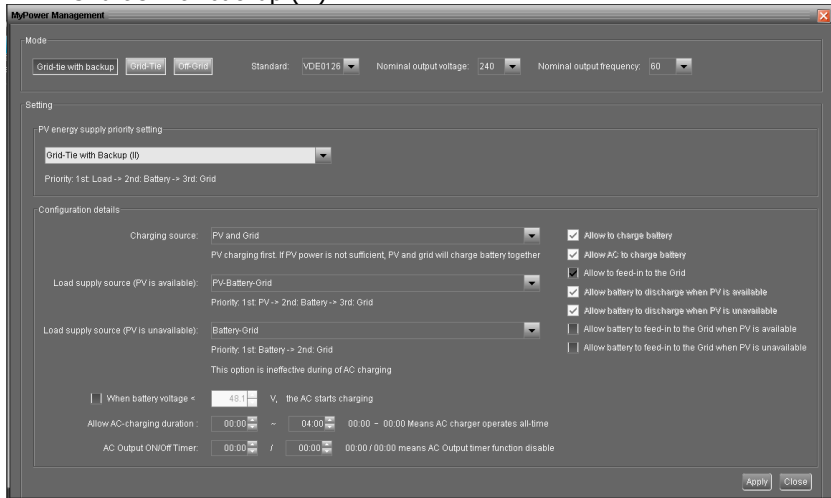 MyPower Management
Mode
Grid-tie with backup Grid-Tie Off-Grid Standard: VDE0126 Nominal output voltage: 240 Nominal output frequency: 60
Setting
PV energy supply priority setting
Grid-Tie with Backup (II)
Priority: 1st: Load -> 2nd: Battery -> 3rd: Grid
Configuration details
Charging source: PV and Grid
PV charging first. If PV power is not sufficient, PV and grid will charge battery together
Load supply source (PV is available): PV-Battery-Grid
Priority: 1st: PV -> 2nd: Battery -> 3rd: Grid
Load supply source (PV is unavailable): Battery-Grid
Priority: 1st: Battery -> 2nd: Grid
This option is ineffective during of AC charging
When battery voltage < 48.1 V, the AC starts charging
Allow AC-charging duration : 00:00 ~ 04:00 00:00 ~ 00:00 Means AC charger operates all-time
AC Output ON/Off Timer: 00:00 / 00:00 00:00 / 00:00 means AC Output timer function disable
Allow to charge battery
Allow AC to charge battery
Allow to feed-in to the Grid
Allow battery to discharge when PV is available
Allow battery to discharge when PV is unavailable
Allow battery to feed-in to the Grid when PV is available
Allow battery to feed-in to the Grid when PV is unavailable
Apply Close